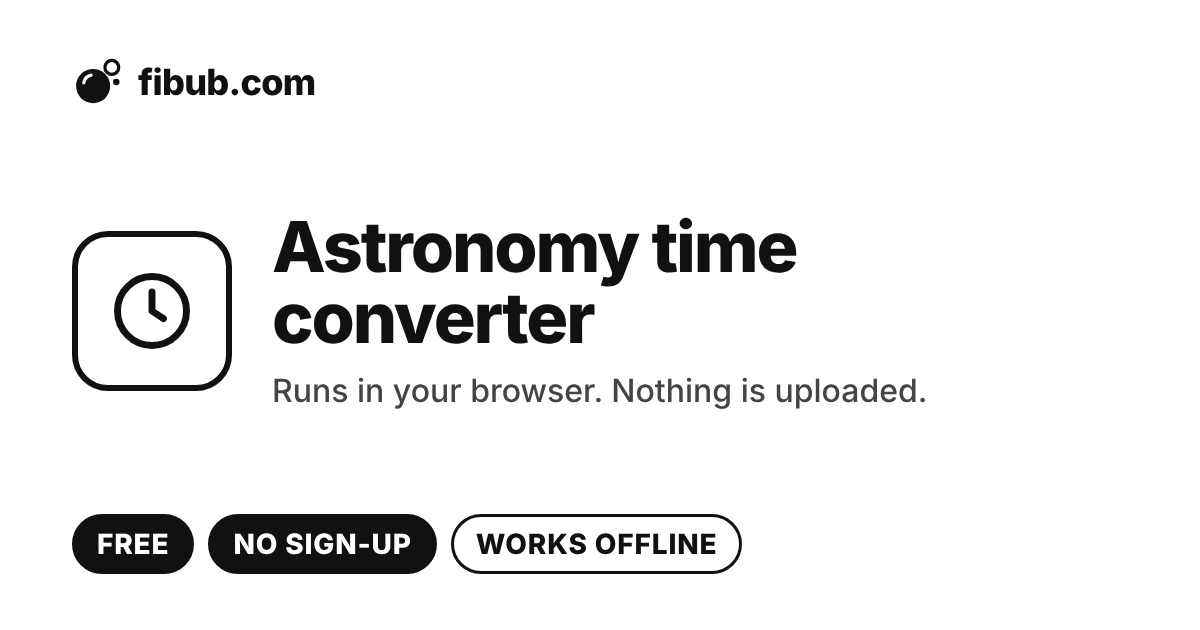 fibub.com
Astronomy time
converter
Runs in your browser. Nothing is uploaded.
FREE
NO SIGN-UP
WORKS OFFLINE